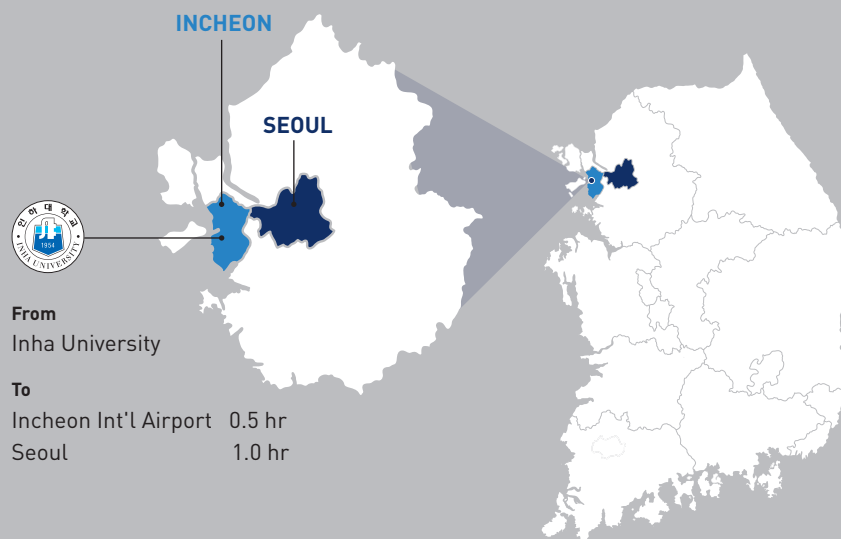 INCHEON
SEOUL
인하대학교
1954
INHA UNIVERSITY
From
Inha University
To
Incheon Int'l Airport 0.5 hr
Seoul 1.0 hr